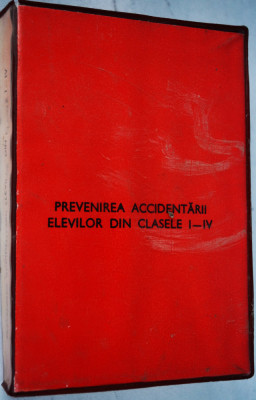 PREVENIREA ACCIDENTĂRII
ELEVILOR DIN CLASELE I—IV